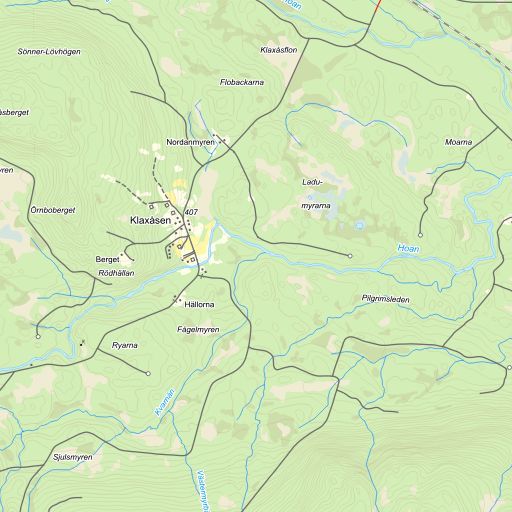 Hoan
Sönner-Lövhögen
Klaxåsflon
Flobackarna
Nordanmyren
Moarna
Ladu-
myrarna
Örnboberget
407
Klaxåsen
Hoan
Berget
Rödhållan
Pilgrimsleden
Hällorna
Fågelmyren
Ryarna
Kvarnån
Sjulsmyren